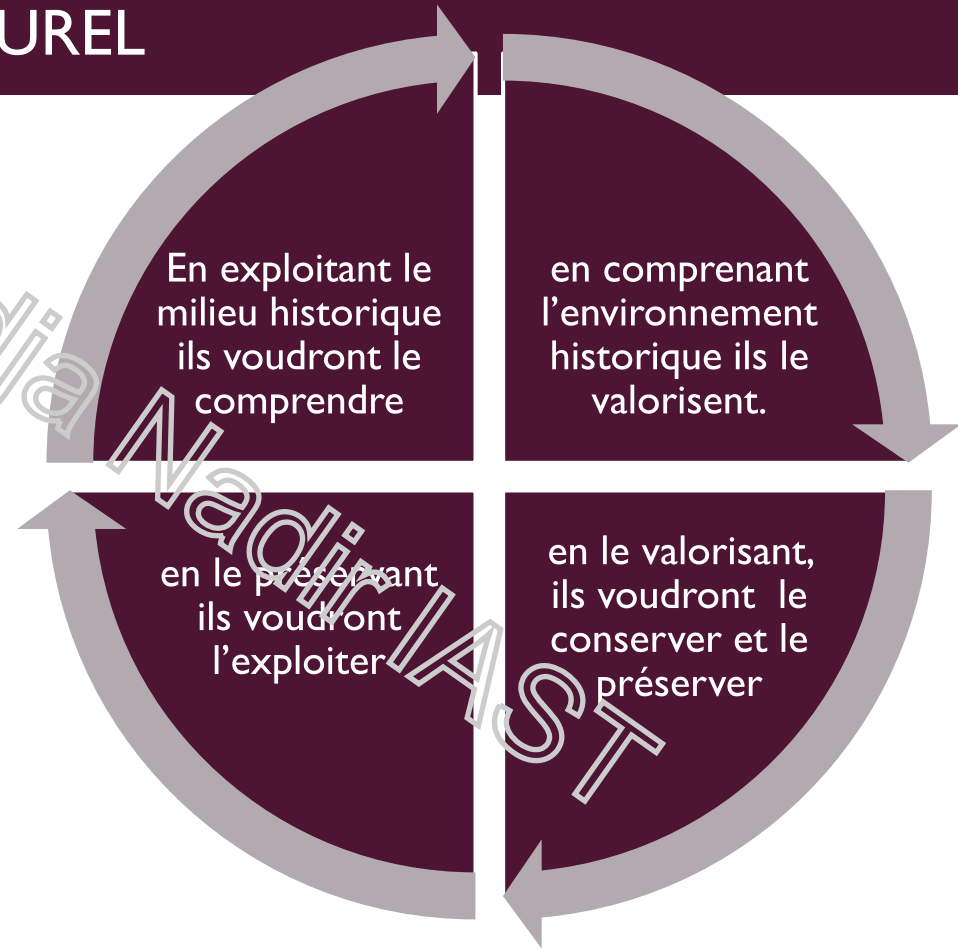 UREL
En exploitant le
milieu historique
ils voudront le
comprendre
en comprenant
l’environnement
historique ils le
valorisent.
en le préservant
ils voudront
l’exploiter
en le valorisant,
ils voudront le
conserver et le
préserver
dja Nadir IAST